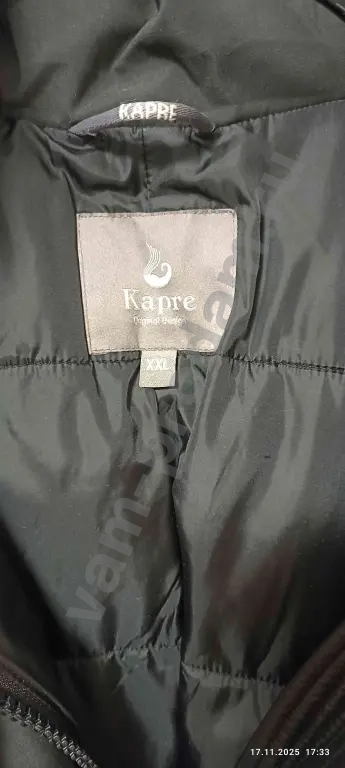 KAPRE
Kapre
Original Design
XXL
17.11.2025 17:33